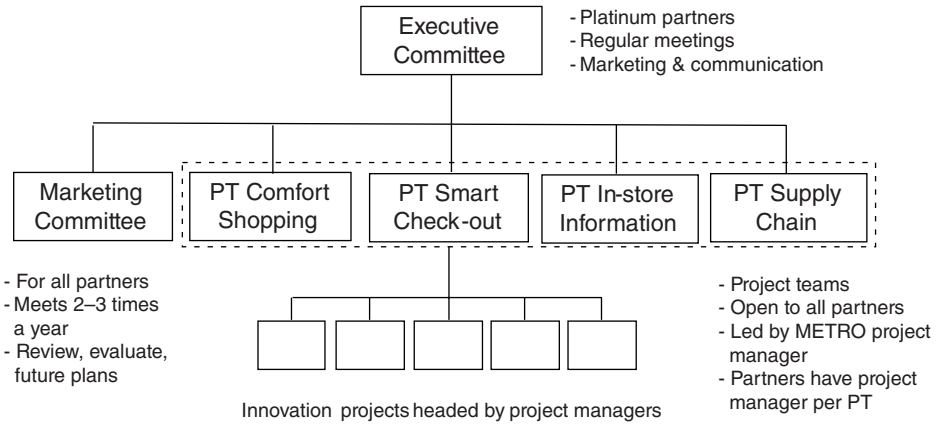 Executive
Committee
- Platinum partners
- Regular meetings
- Marketing & communication
Marketing
Committee
PT Comfort
Shopping
PT Smart
Check-out
PT In-store
Information
PT Supply
Chain
- For all partners
- Meets 2–3 times
a year
- Review, evaluate,
future plans
- Project teams
- Open to all partners
- Led by METRO project
manager
- Partners have project
manager per PT
Innovation projects headed by project managers